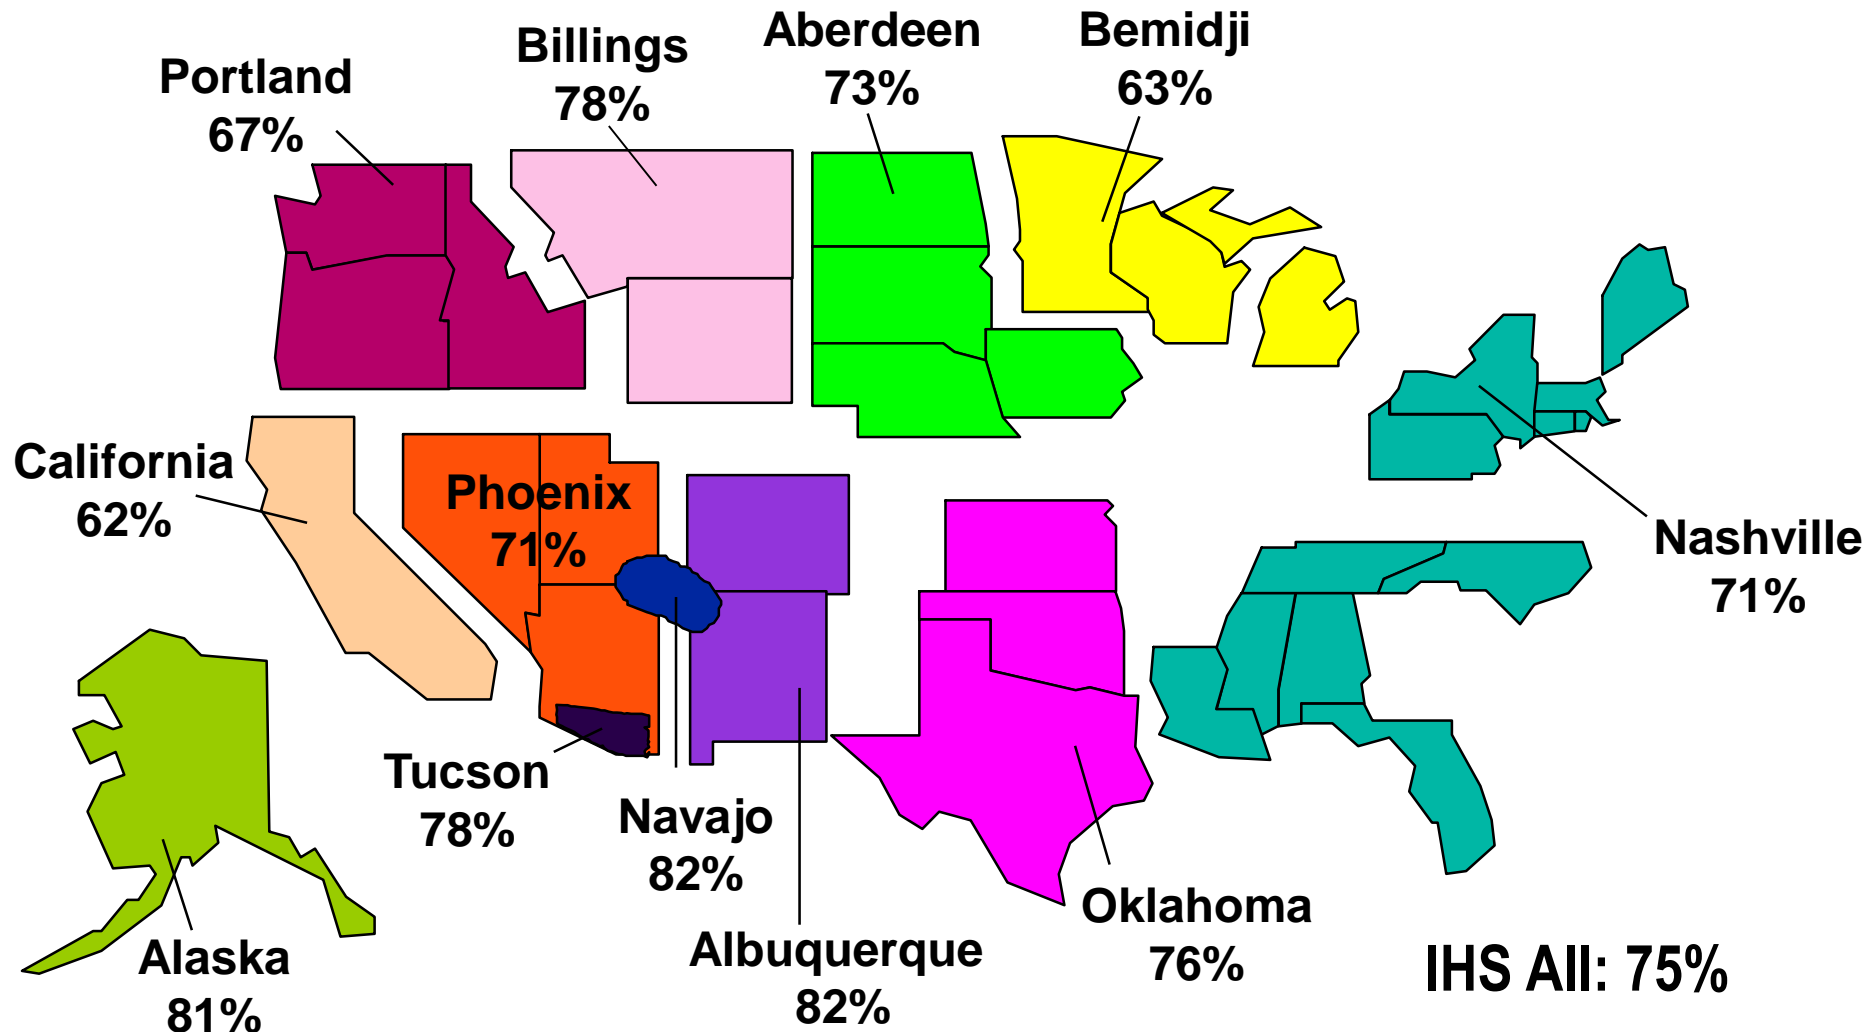 Portland
67%
Billings
78%
Aberdeen
73%
Bemidji
63%
California
62%
Phoenix
71%
Nashville
71%
Tucson
78%
Navajo
82%
Alaska
81%
Albuquerque
82%
Oklahoma
76%
IHS All: 75%